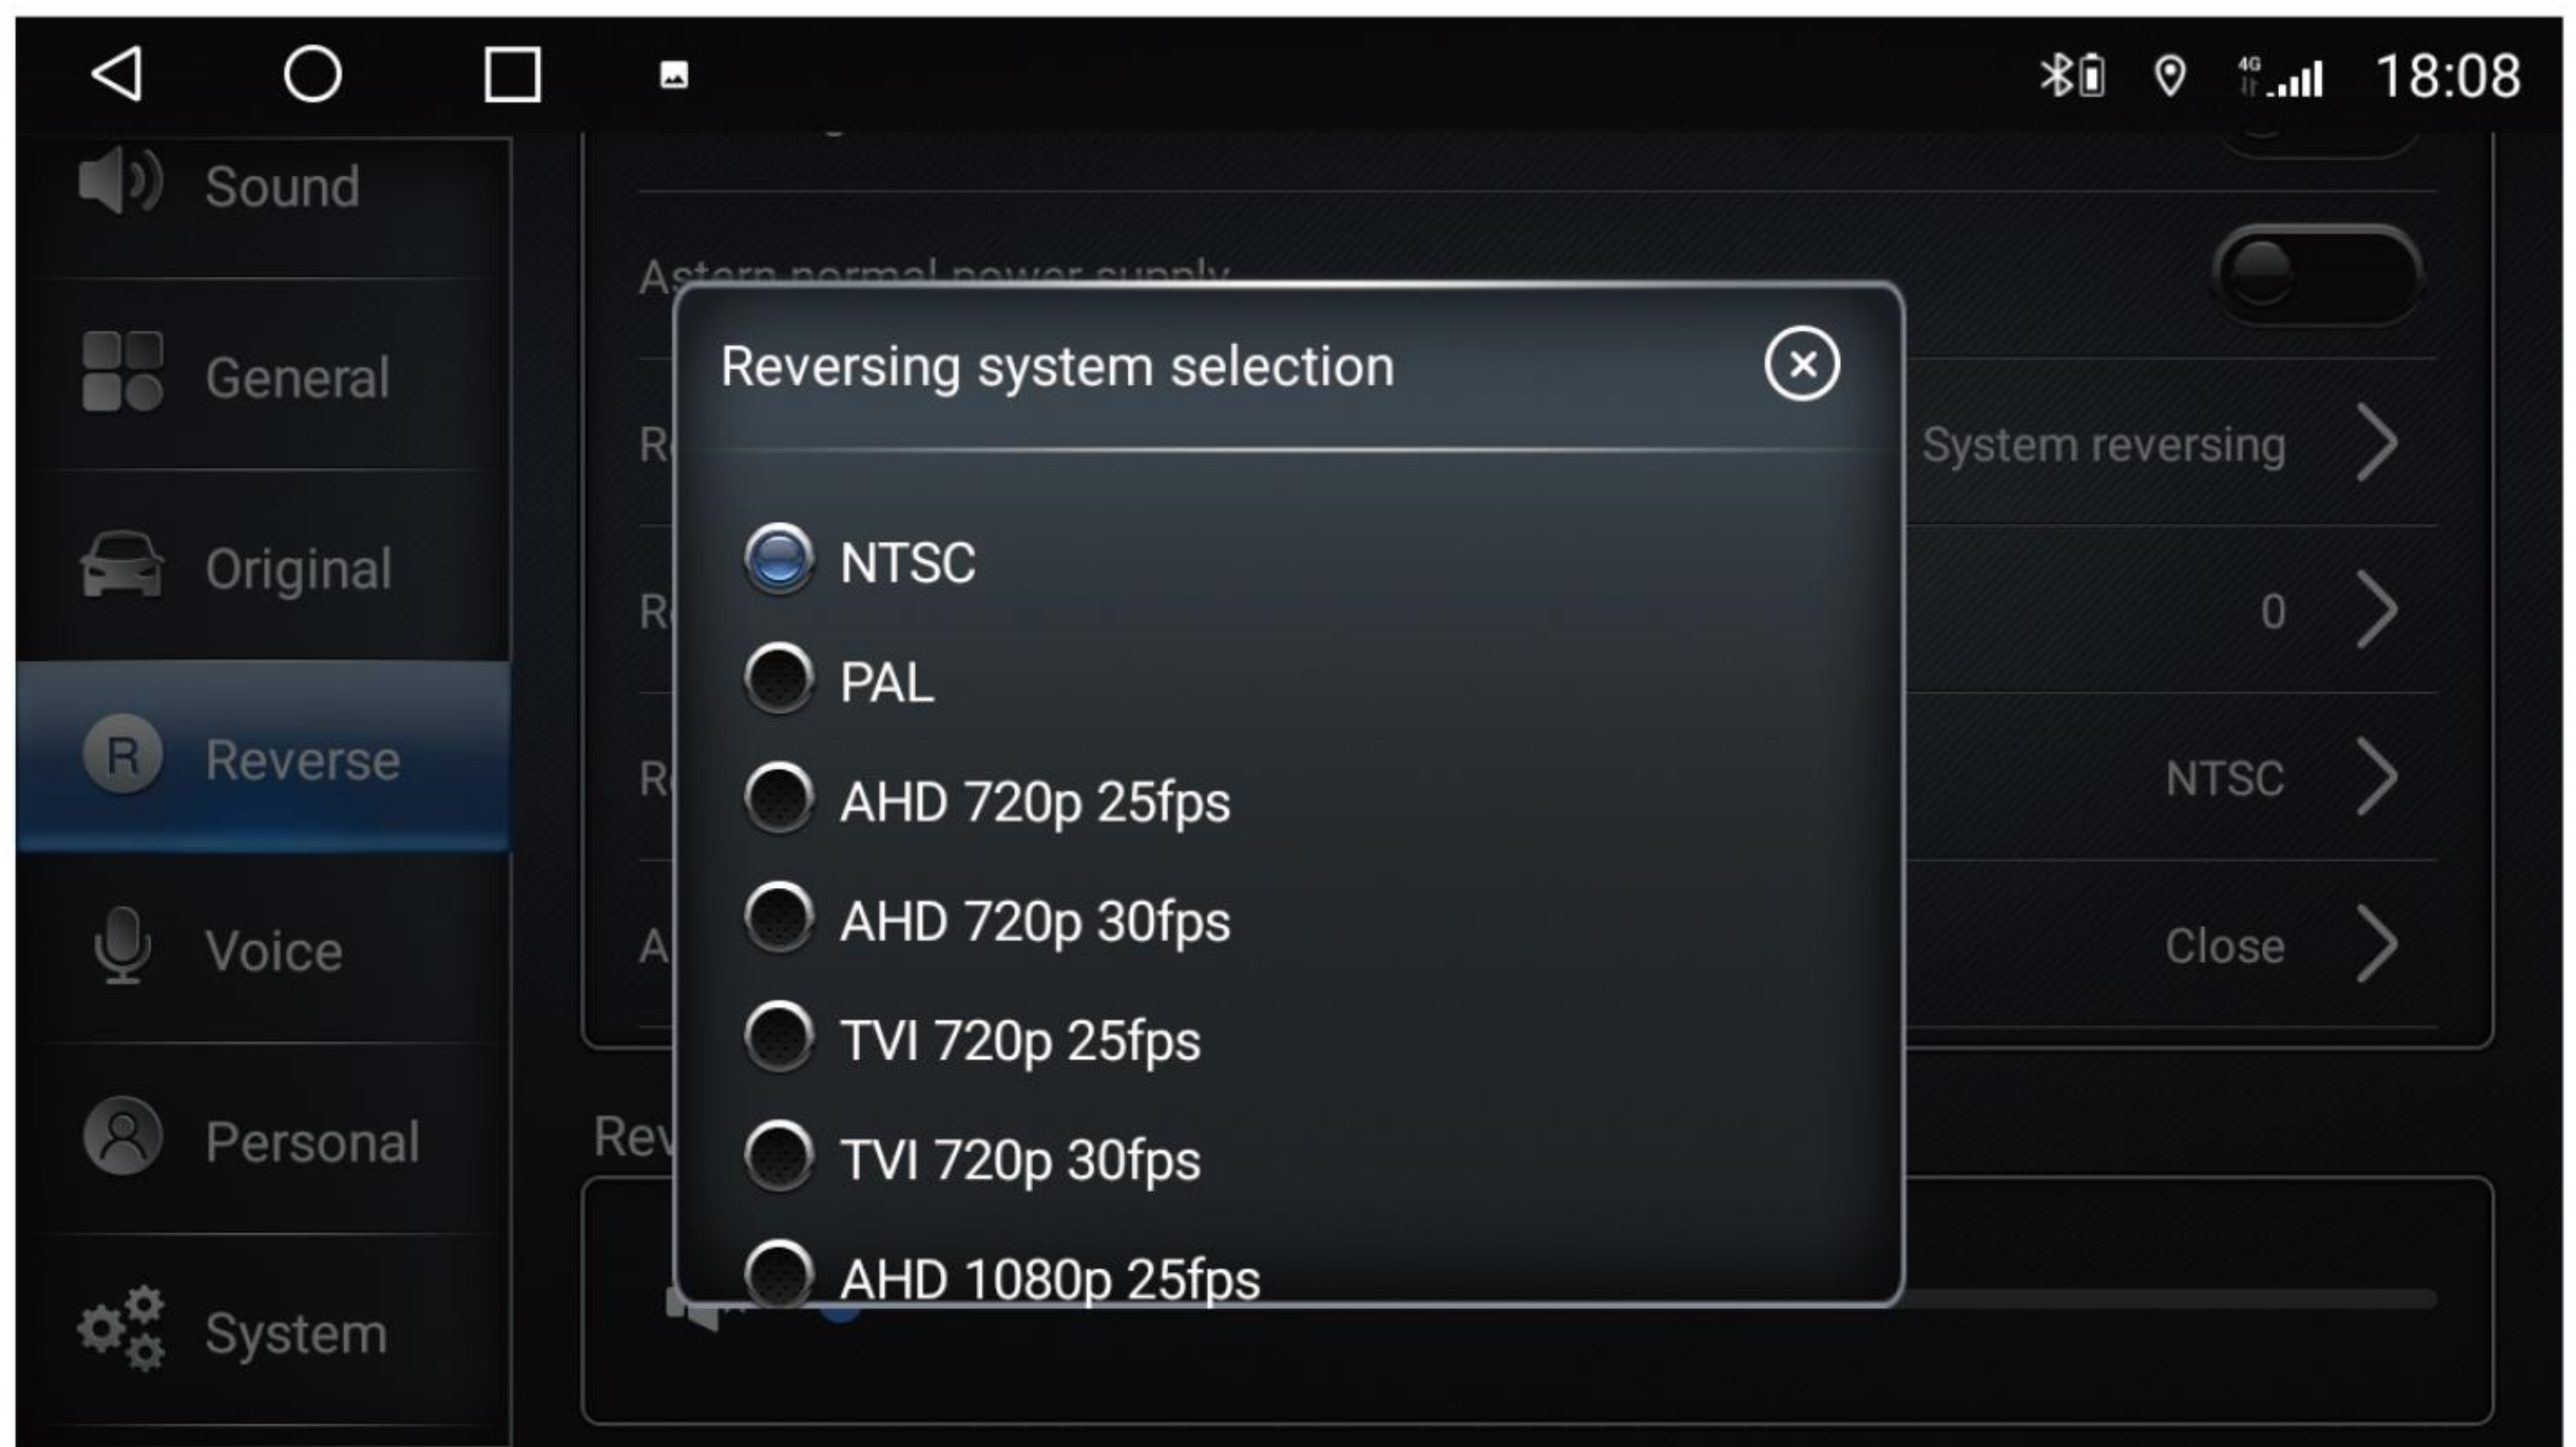 4G 18:08
Sound
General
Original
R Reverse
Voice
Personal
System
Astern normal power supply
System reversing
0
NTSC
Close
Reversing system selection
NTSC
PAL
AHD 720p 25fps
AHD 720p 30fps
TVI 720p 25fps
TVI 720p 30fps
AHD 1080p 25fps